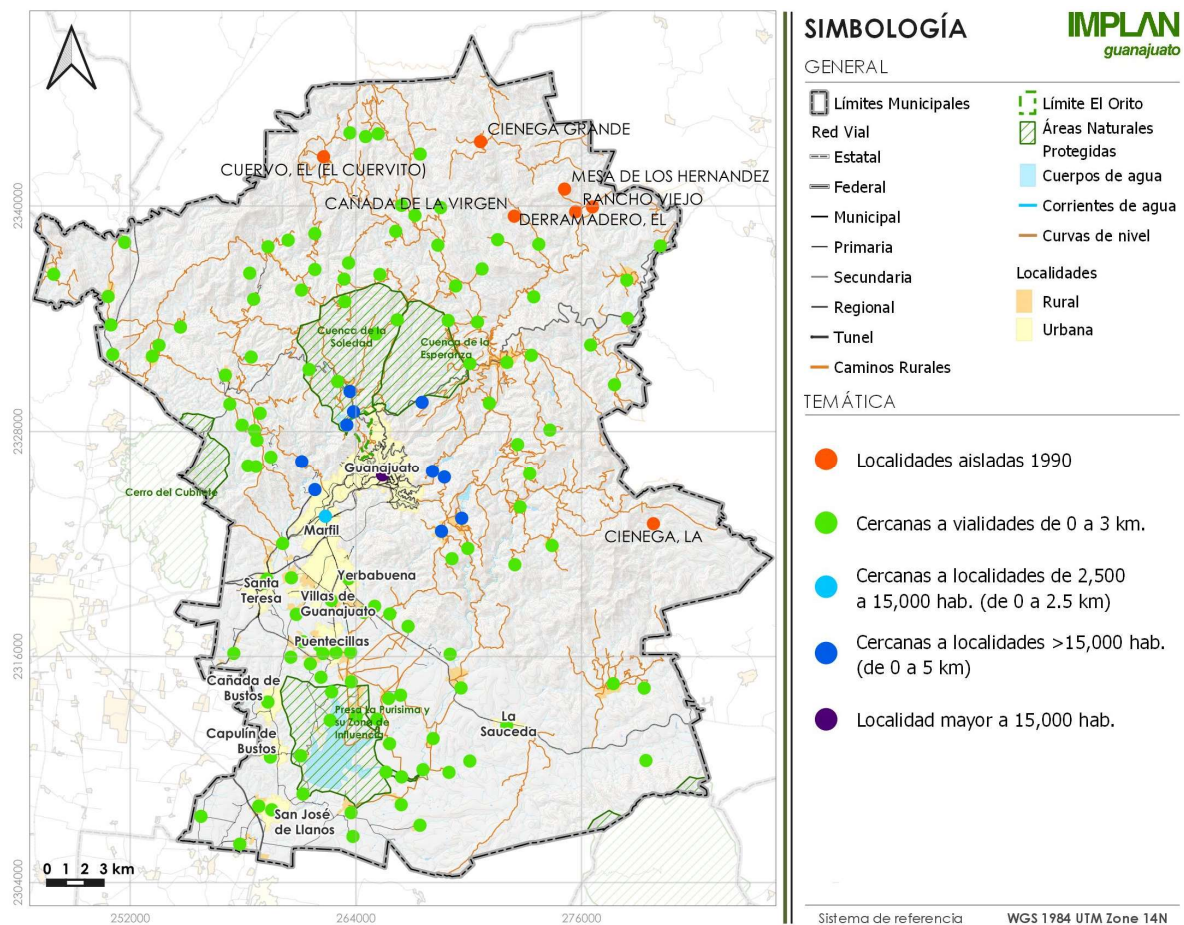 CIENEGA GRANDE
CUERVO, EL (EL CUERVITO)
MESA DE LOS HERNANDEZ
CAÑADA DE LA VIRGEN
RANCHO VIEJO
DERRAMADERO, EL
Cuenca de la
Soledad
Cuenca de la
Esperanza
Guanajuato
Cerro del Cubilete
Marfil
CIENEGA, LA
Santa
Teresa
Yerbabuena
Villas de
Guanajuato
Puentecillas
Cañada de
Bustos
Presa La Purisima y
su Zona de
Influencia
La
Sauceda
Capulín de
Bustos
San José
de Llanos
0 1 2 3 km
2340000
2328000
2316000
2304000
252000
264000
276000
SIMBOLOGÍA
IMPLAN
guanajuato
GENERAL
Límites Municipales
Red Vial
Estatal
Federal
Municipal
Primaria
Secundaria
Regional
Tunel
Caminos Rurales
Límite El Orito
Áreas Naturales
Protegidas
Cuerpos de agua
Corrientes de agua
Curvas de nivel
Localidades
Rural
Urbana
TEMÁTICA
Localidades aisladas 1990
Cercanas a vialidades de 0 a 3 km.
Cercanas a localidades de 2,500
a 15,000 hab. (de 0 a 2.5 km)
Cercanas a localidades >15,000 hab.
(de 0 a 5 km)
Localidad mayor a 15,000 hab.
Sistema de referencia
WGS 1984 UTM Zone 14N